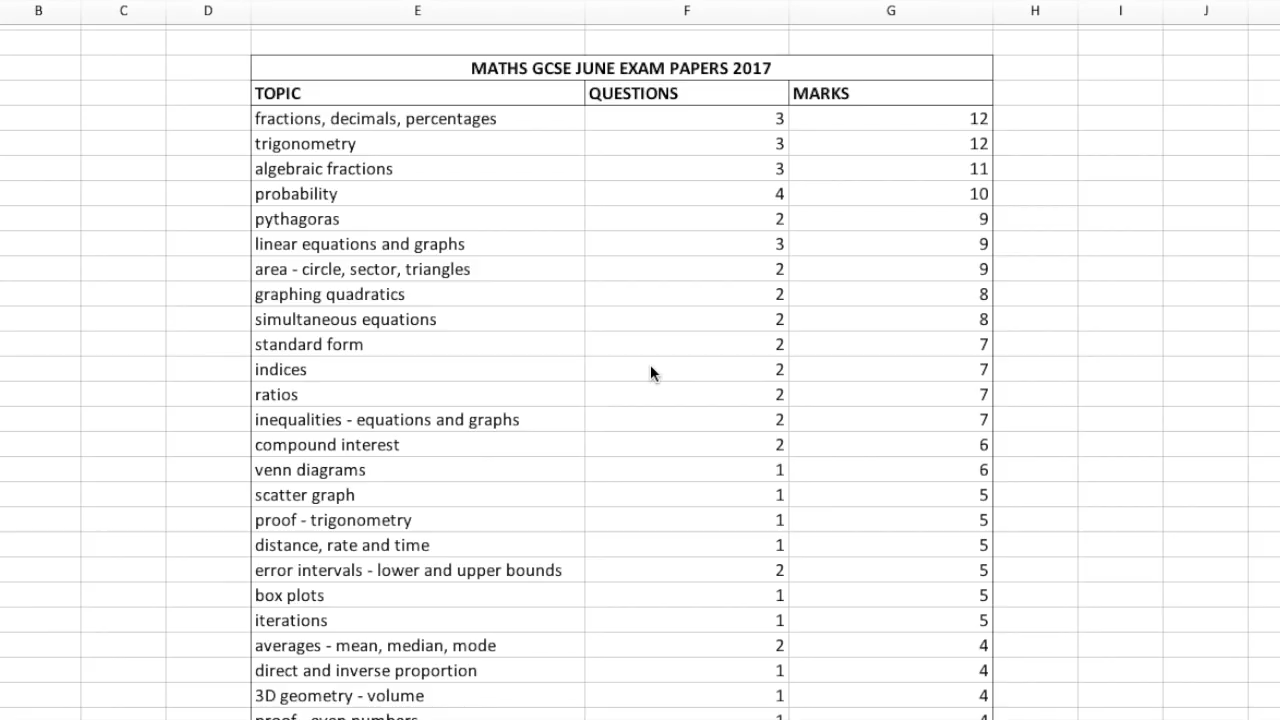 B C D E F G H I J
MATHS GCSE JUNE EXAM PAPERS 2017
TOPIC QUESTIONS MARKS
fractions, decimals, percentages 3 12
trigonometry 3 12
algebraic fractions 3 11
probability 4 10
pythagoras 2 9
linear equations and graphs 3 9
area - circle, sector, triangles 2 9
graphing quadratics 2 8
simultaneous equations 2 8
standard form 2 7
indices 2 7
ratios 2 7
inequalities - equations and graphs 2 7
compound interest 2 6
venn diagrams 1 6
scatter graph 1 5
proof - trigonometry 1 5
distance, rate and time 1 5
error intervals - lower and upper bounds 2 5
box plots 1 5
iterations 1 5
averages - mean, median, mode 2 4
direct and inverse proportion 1 4
3D geometry - volume 1 4
proof - even numbers 1 4